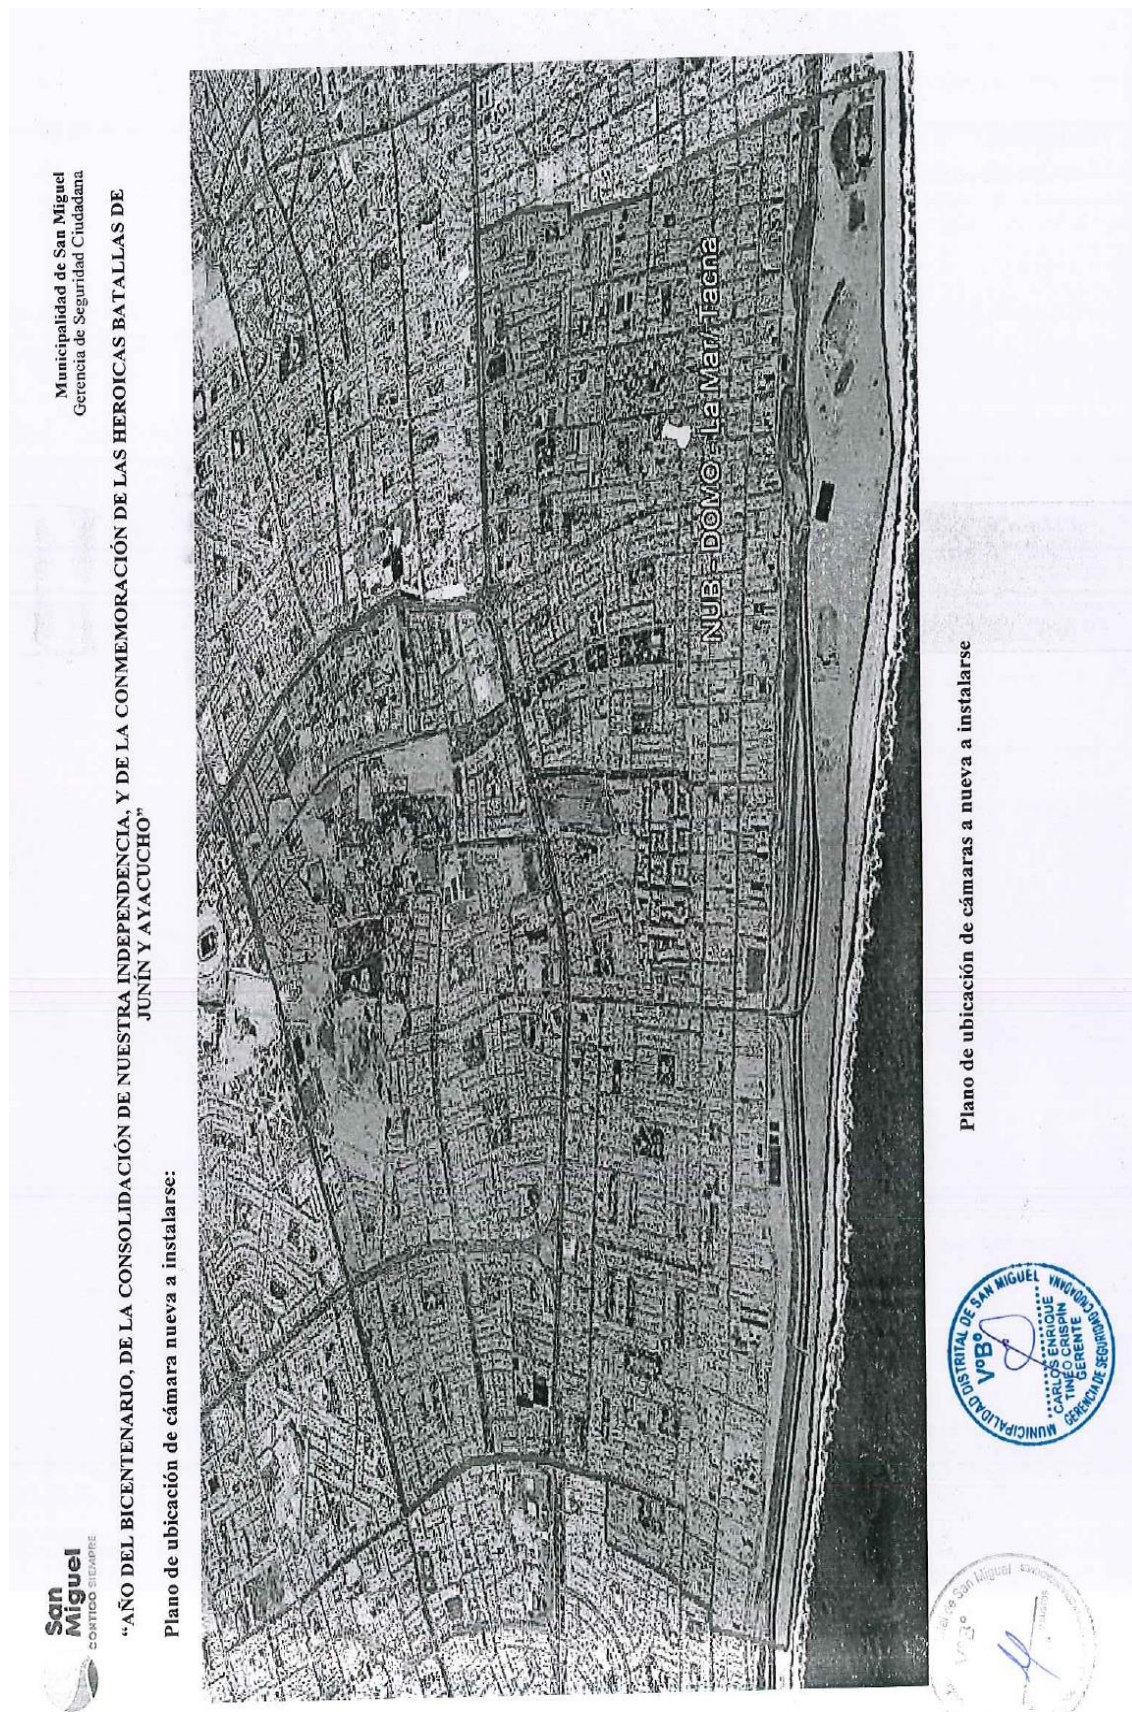 San
Miguel
CONTIGO SIEMPRE
Municipalidad de San Miguel
Gerencia de Seguridad Ciudadana
“AÑO DEL BICENTENARIO, DE LA CONSOLIDACIÓN DE NUESTRA INDEPENDENCIA, Y DE LA CONMEMORACIÓN DE LAS HEROICAS BATALLAS DE
JUNÍN Y AYACUCHO”
Plano de ubicación de cámara nueva a instalarse:
NUB - DOMO - La Mar/Tacna
Plano de ubicación de cámaras a nueva a instalarse
de San Miguel
V°B°
MUNICIPALIDAD DISTRITAL DE SAN MIGUEL
V°B°
CARLOS ENRIQUE
TINEO CRISPIN
GERENTE
GERENCIA DE SEGURIDAD CIUDADANA